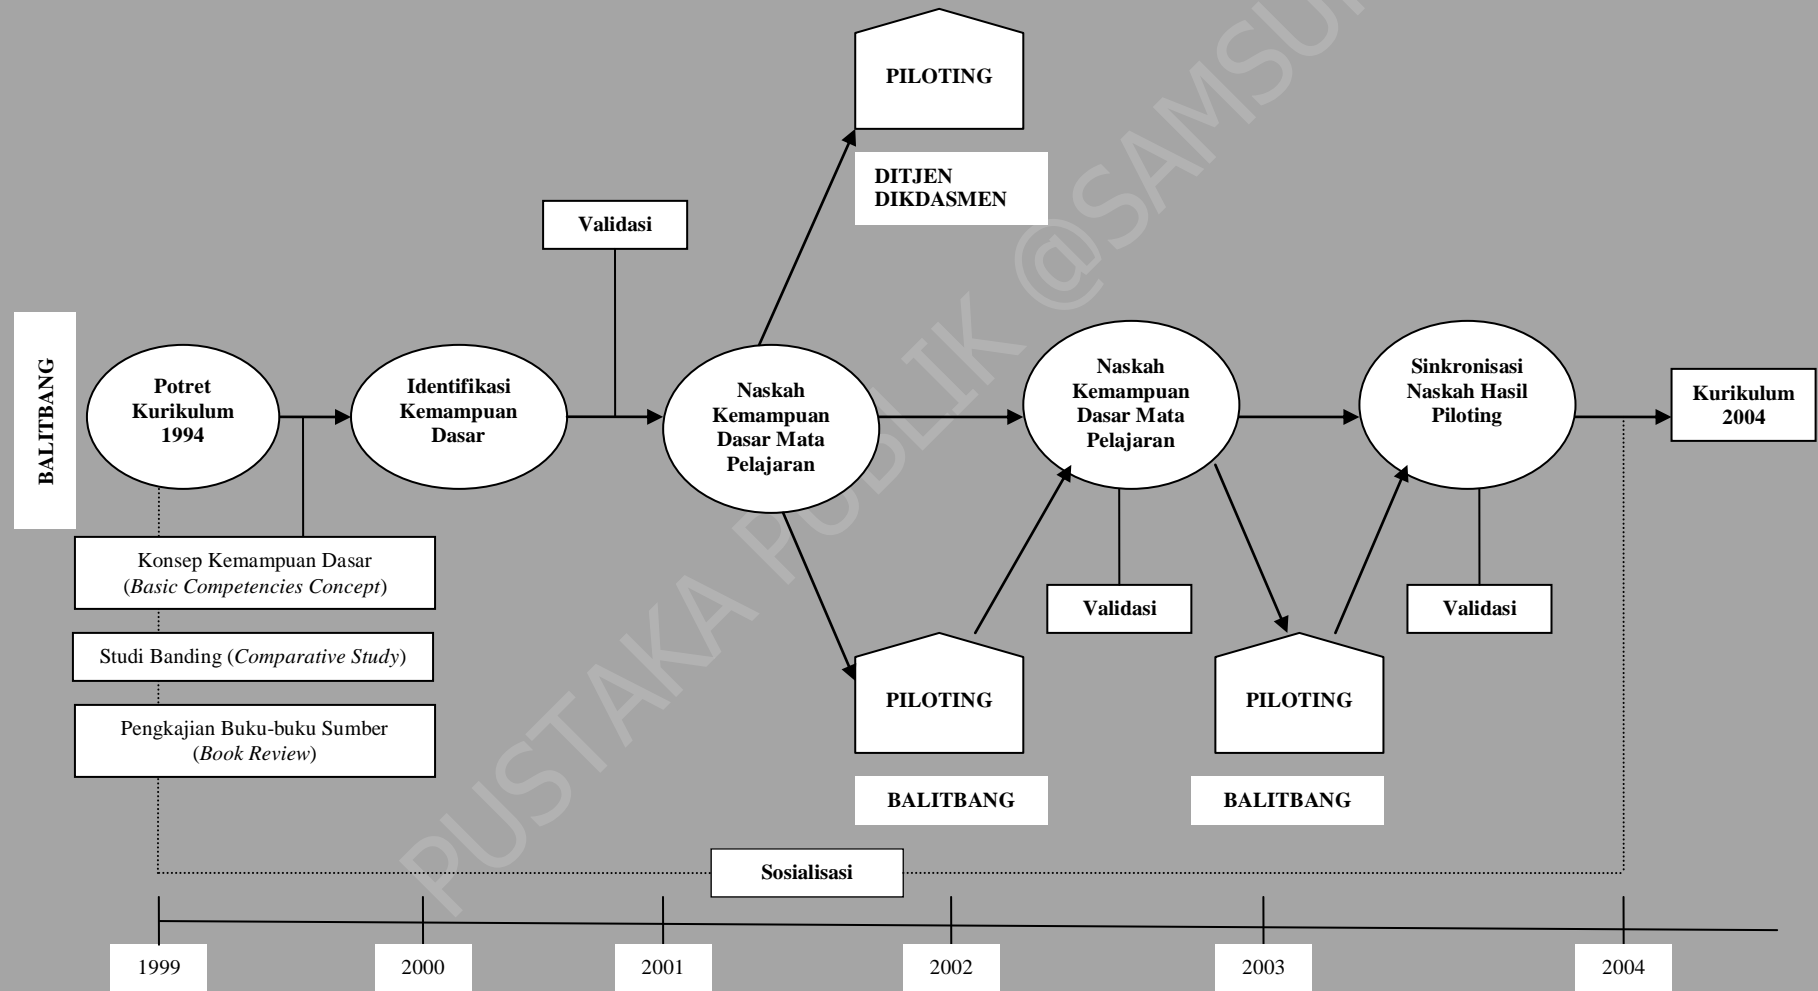 PILOTING
DITJEN
DIKDASMEN
Validasi
BALITBANG
Potret
Kurikulum
1994
Identifikasi
Kemampuan
Dasar
Naskah
Kemampuan
Dasar Mata
Pelajaran
Naskah
Kemampuan
Dasar Mata
Pelajaran
Sinkronisasi
Naskah Hasil
Piloting
Kurikulum
2004
Konsep Kemampuan Dasar
(Basic Competencies Concept)
Studi Banding (Comparative Study)
Pengkajian Buku-buku Sumber
(Book Review)
Validasi
Validasi
PILOTING
PILOTING
BALITBANG
BALITBANG
Sosialisasi
1999
2000
2001
2002
2003
2004
PUSTAKA PUBLIK @SAMSU